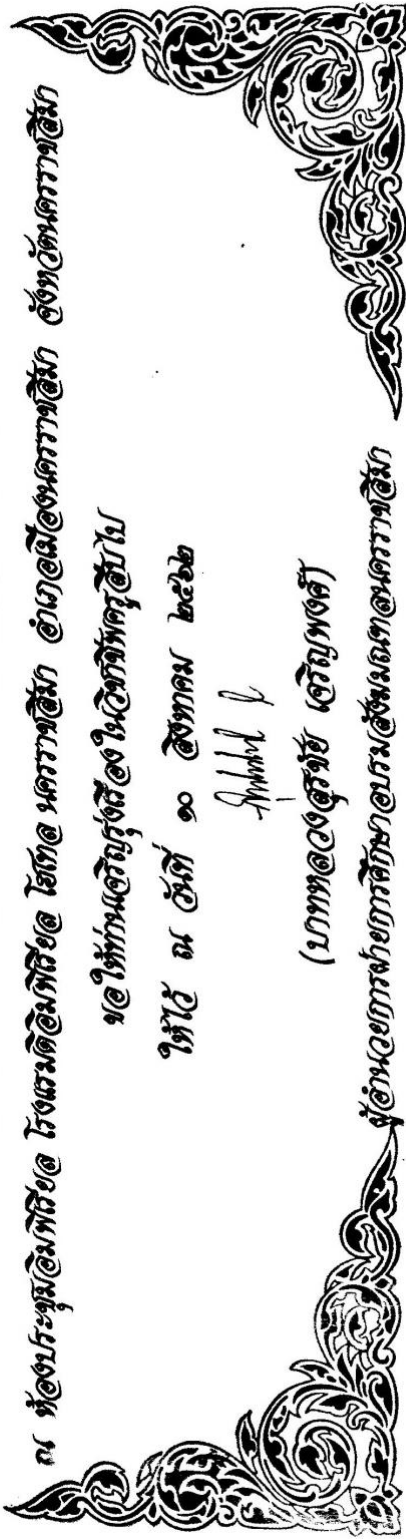 ณ ห้องประชุมอิมพีเรียล โรงแรมดิอิมพีเรียล โฮเทล นครราชสีมา อำเภอเมืองนครราชสีมา จังหวัดนครราชสีมา
ขอให้ท่านเจริญรุ่งเรืองในวิชาชีพครูสืบไป
ให้ไว้ ณ วันที่ ๑๐ สิงหาคม ๒๕๖๒
(บาทหลวงสุรชัย เจริญพงศ์)
ผู้อำนวยการฝ่ายการศึกษาอบรมสังฆมณฑลนครราชสีมา